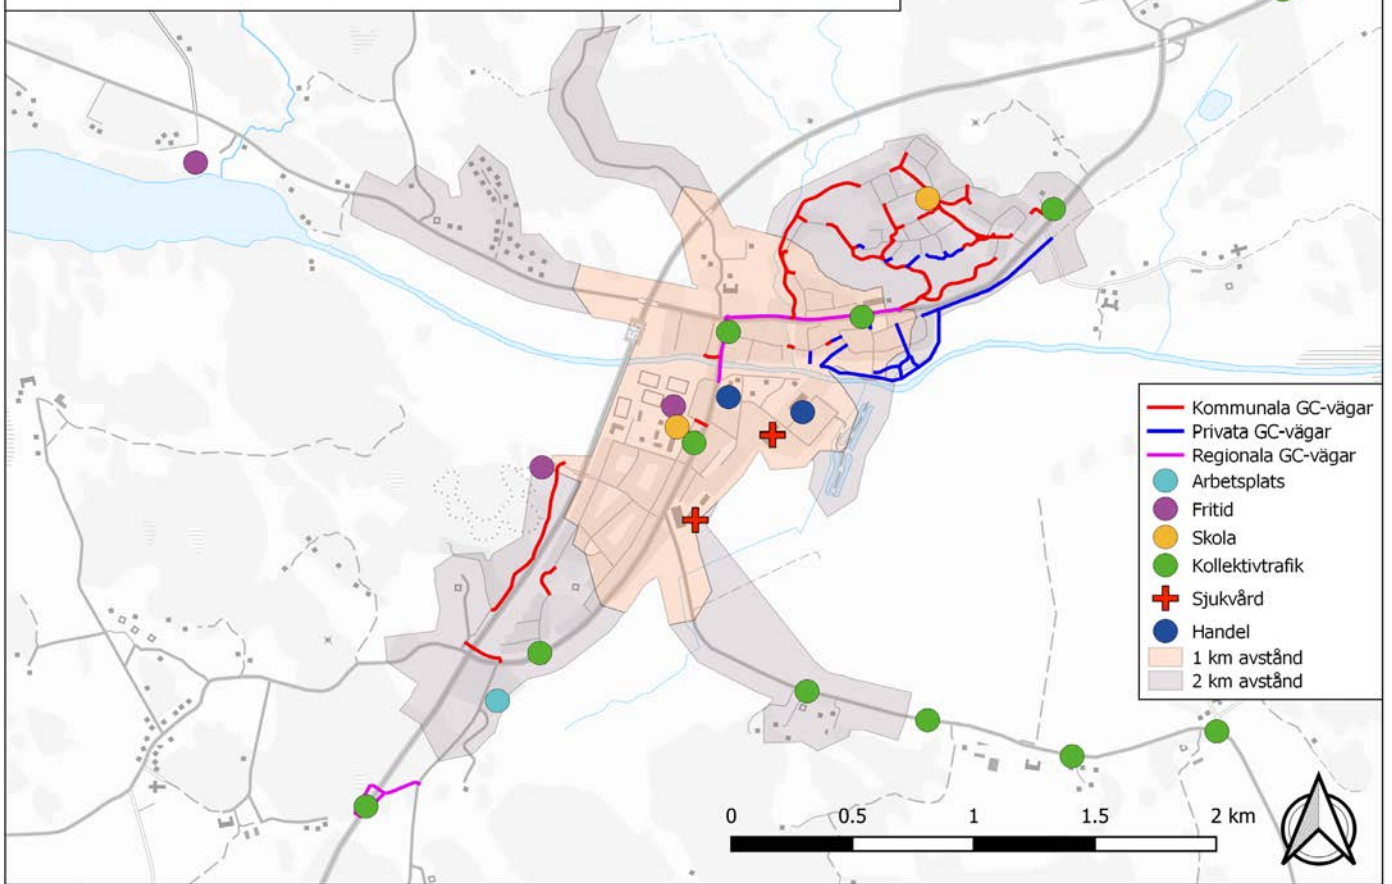 Kommunala GC-vägar
Privata GC-vägar
Regionala GC-vägar
Arbetsplats
Fritid
Skola
Kollektivtrafik
Sjukvård
Handel
1 km avstånd
2 km avstånd
0 0.5 1 1.5 2 km